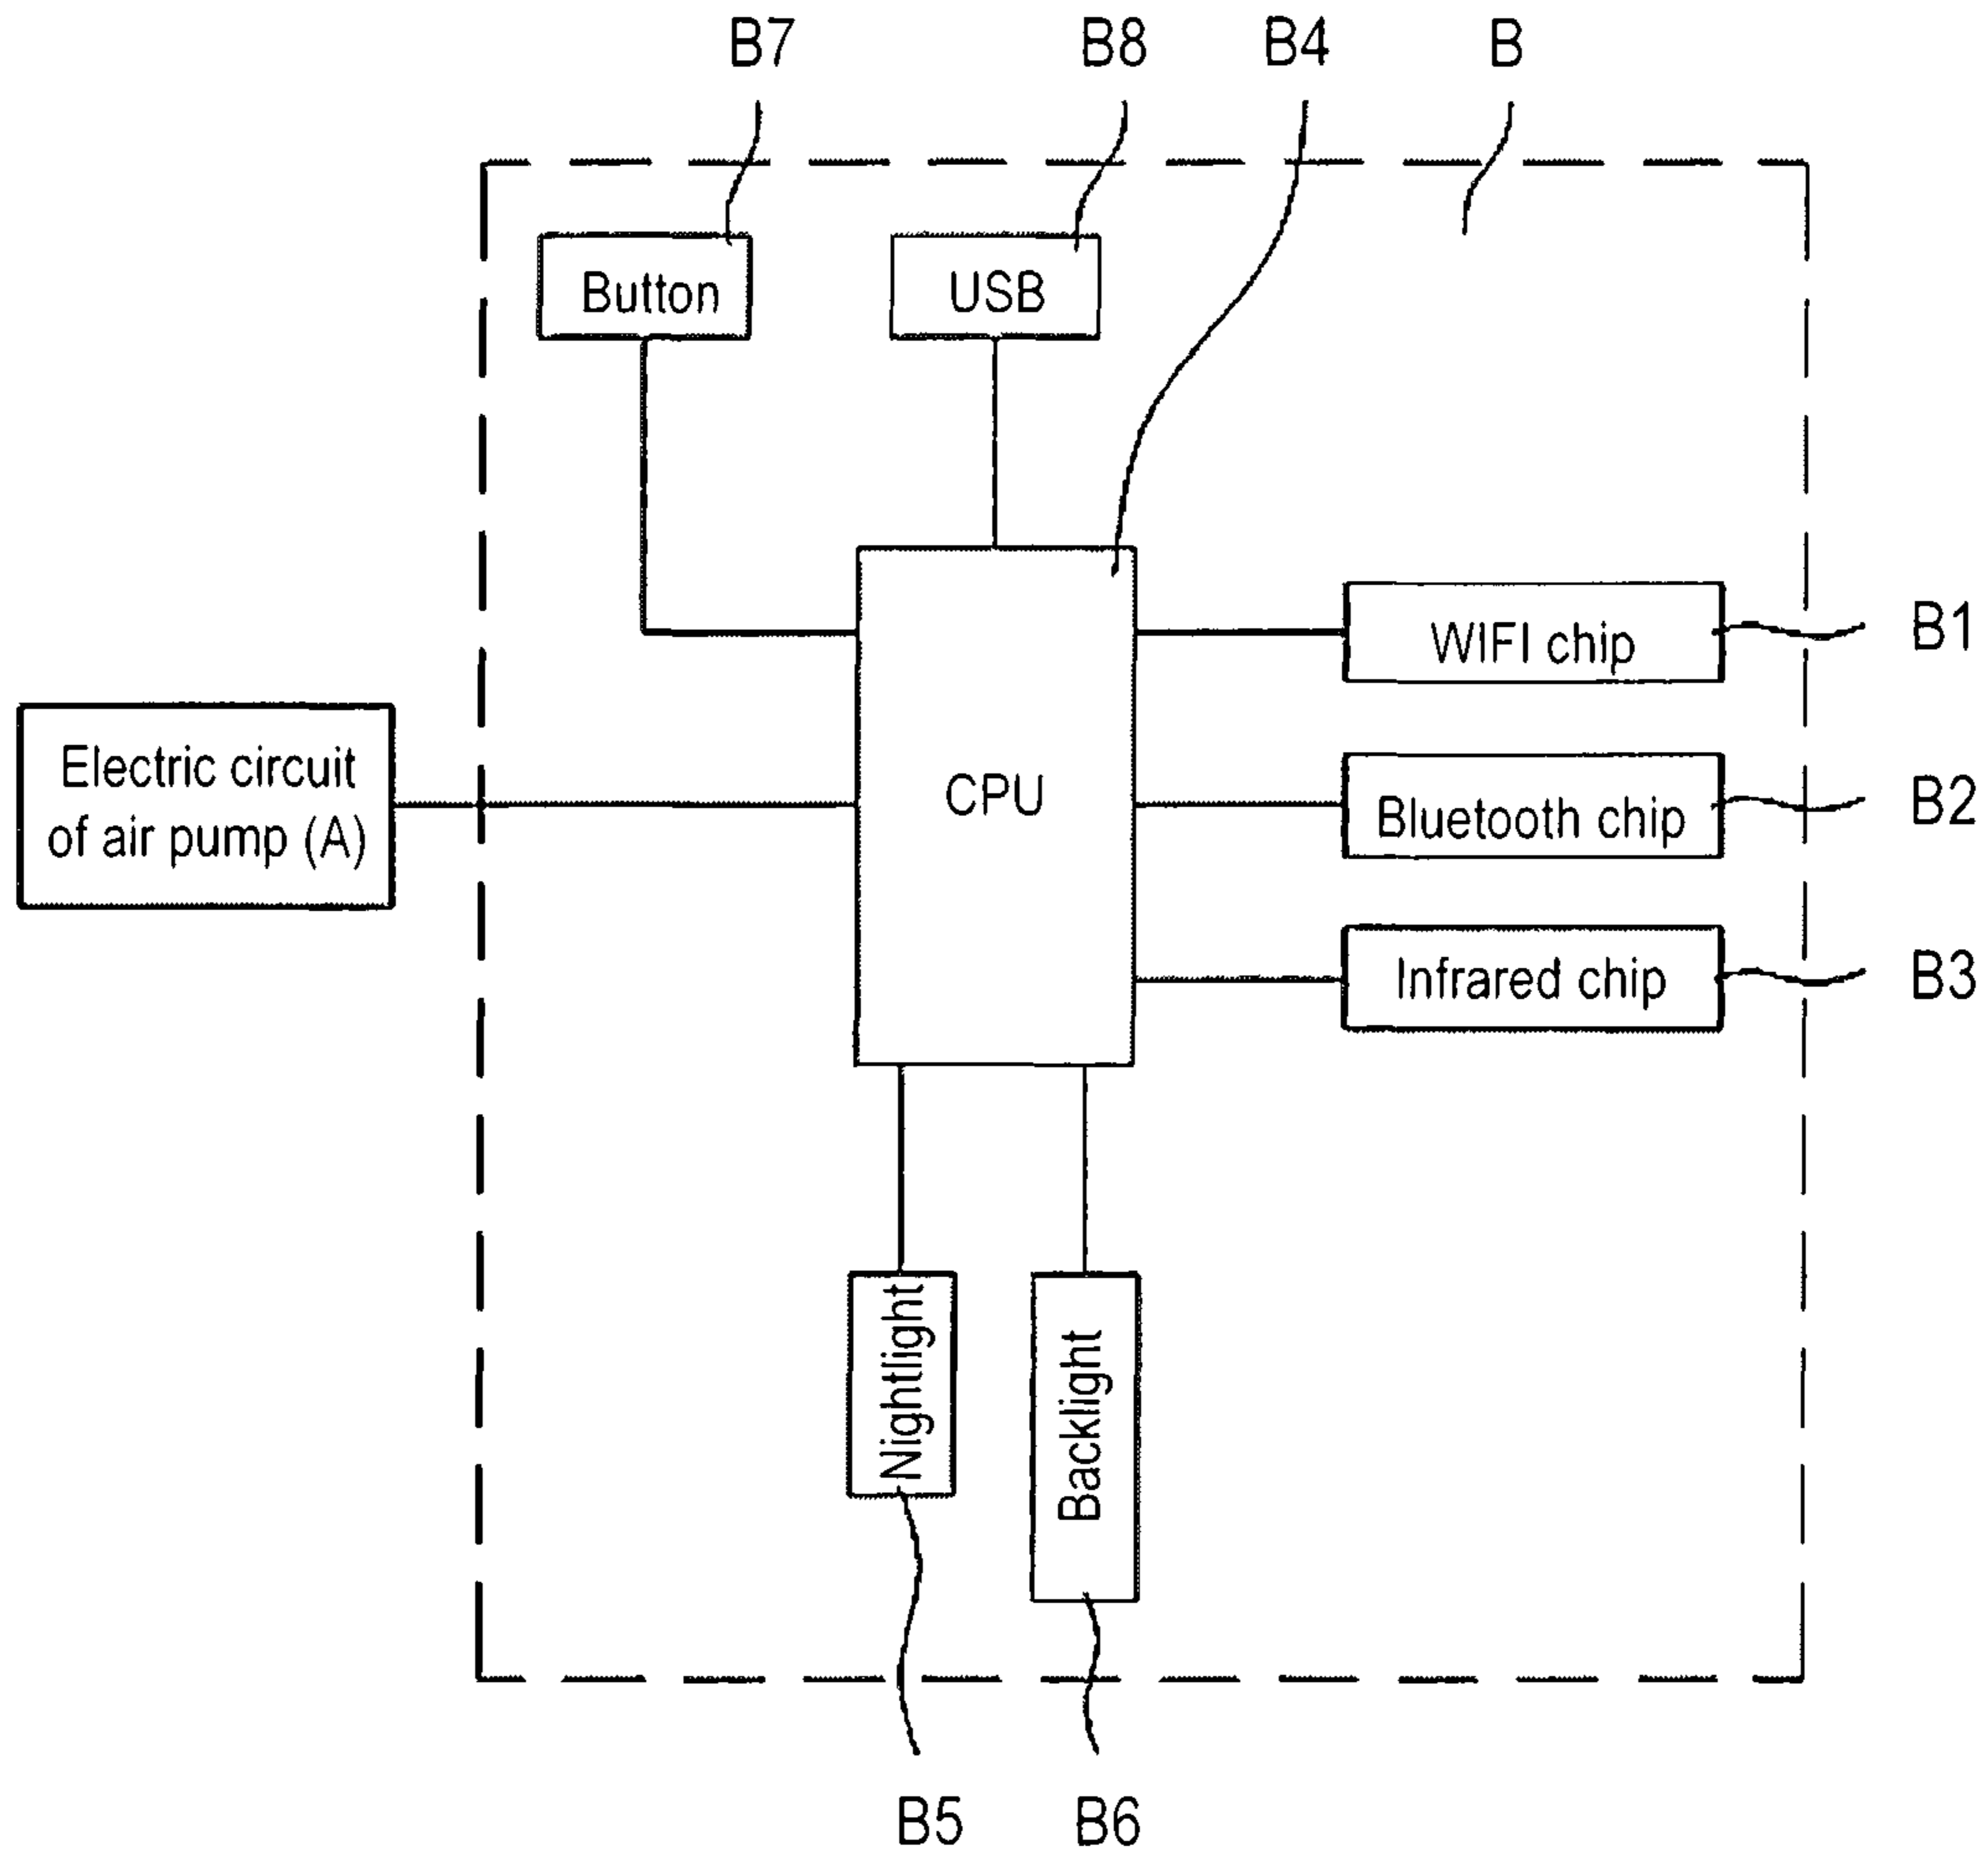 B7
B8
B4
B
Button
USB
WIFI chip
B1
Electric circuit
of air pump (A)
CPU
Bluetooth chip
B2
Infrared chip
B3
Nightlight
Backlight
B5
B6